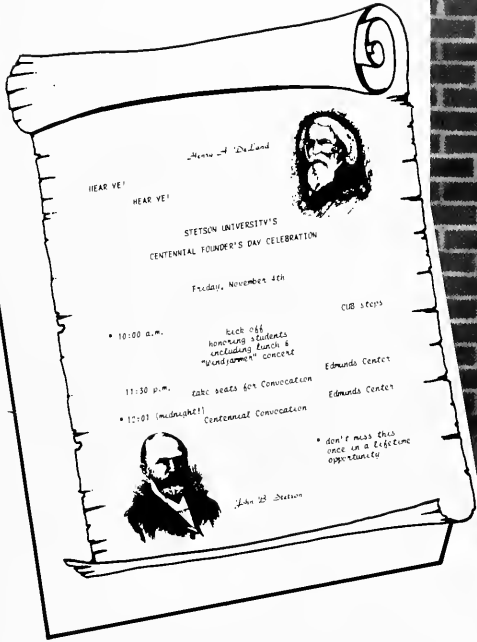 Henry A. DeLand
HEAR YE!
HEAR YE!
STETSON UNIVERSITY'S
CENTENNIAL FOUNDER'S DAY CELEBRATION
Friday, November 4th
CUB steps
* 10:00 a.m. kick off
honoring students
including lunch &
"Windjammer" concert
11:30 p.m. take seats for Convocation Edmunds Center
* 12:01 (midnight!) Centennial Convocation Edmunds Center
* don't miss this
once in a lifetime
opportunity
John B. Stetson